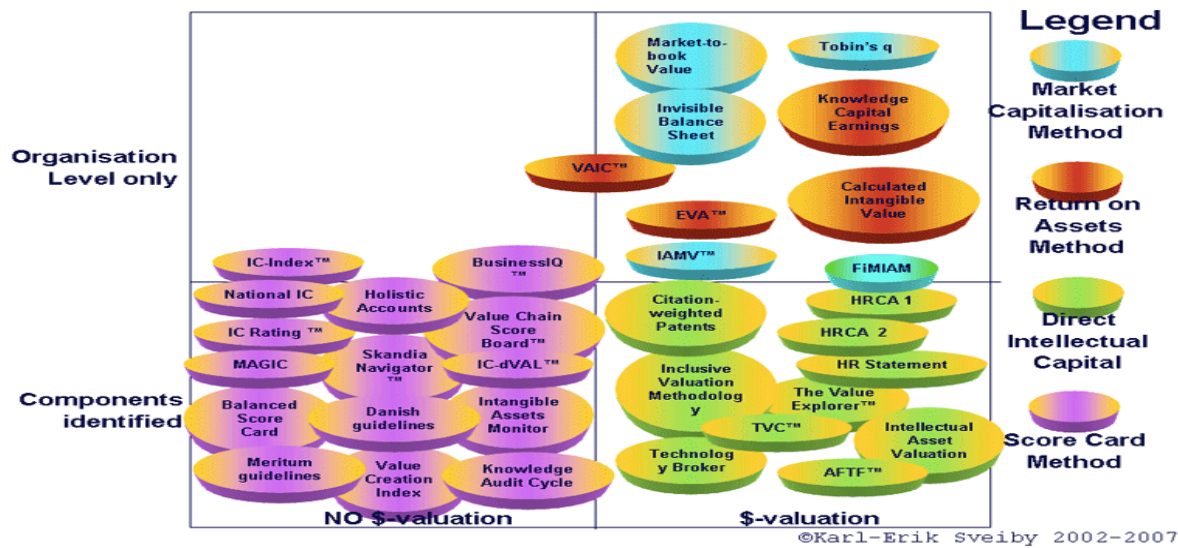 Legend
Market-to-
book
Value
Tobin's q
Market
Capitalisation
Method
Invisible
Balance
Sheet
Knowledge
Capital
Earnings
Organisation
Level only
VAIC™
Calculated
Intangible
Value
Return on
Assets
Method
EVA™
IAMV™
FiMIAM
IC-Index™
BusinessIQ
™
National IC
Holistic
Accounts
Citation-
weighted
Patents
HRCA 1
Direct
Intellectual
Capital
IC Rating ™
Value Chain
Score
Board™
HRCA 2
MAGIC
Skandia
Navigator
™
IC-dVAL™
Inclusive
Valuation
Methodolog
y
HR Statement
Components
identified
Balanced
Score
Card
Danish
guidelines
Intangible
Assets
Monitor
The Value
Explorer™
TVC™
Intellectual
Asset
Valuation
Score Card
Method
Meritum
guidelines
Value
Creation
Index
Knowledge
Audit Cycle
Technolog
y Broker
AFTF™
NO $-valuation
$-valuation
©Karl-Erik Sveiby 2002-2007